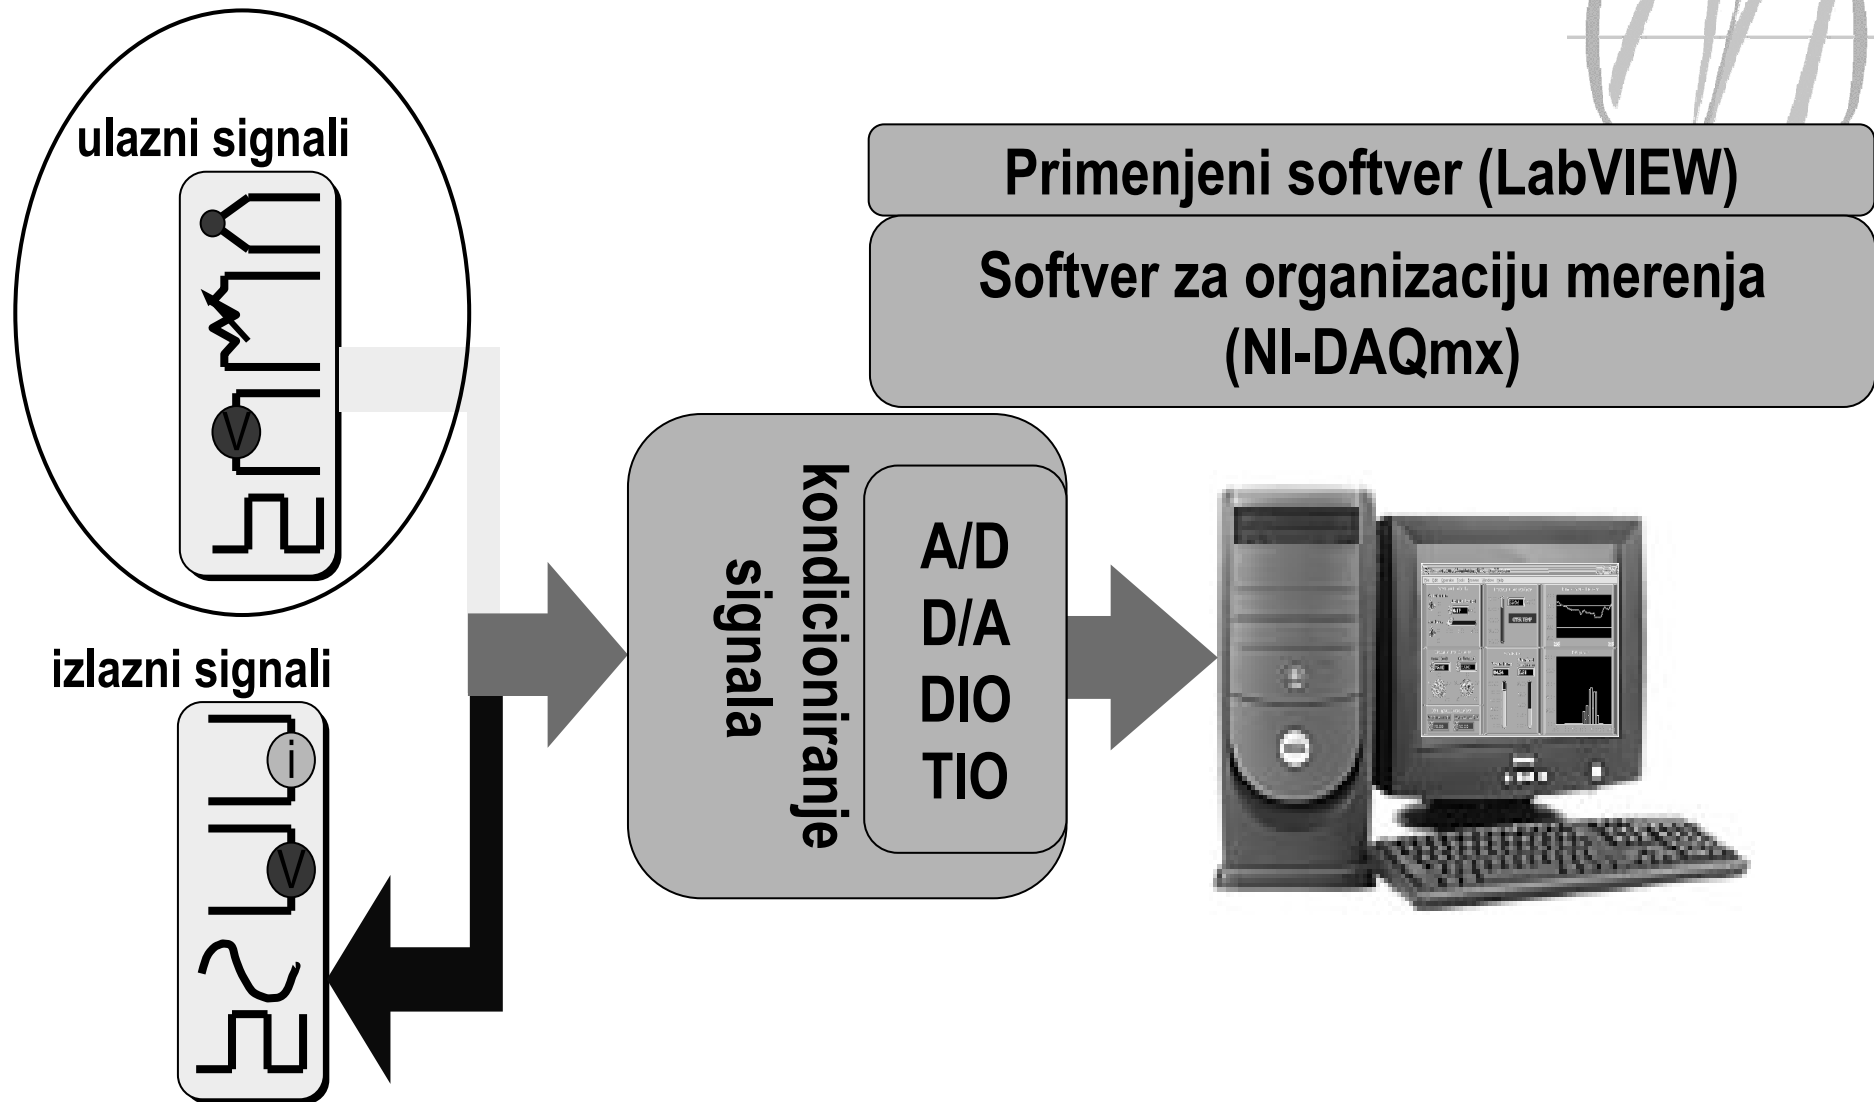 ulazni signali
V
izlazni signali
i
V
Primenjeni softver (LabVIEW)
Softver za organizaciju merenja
(NI-DAQmx)
kondicioniranje
signala
A/D
D/A
DIO
TIO